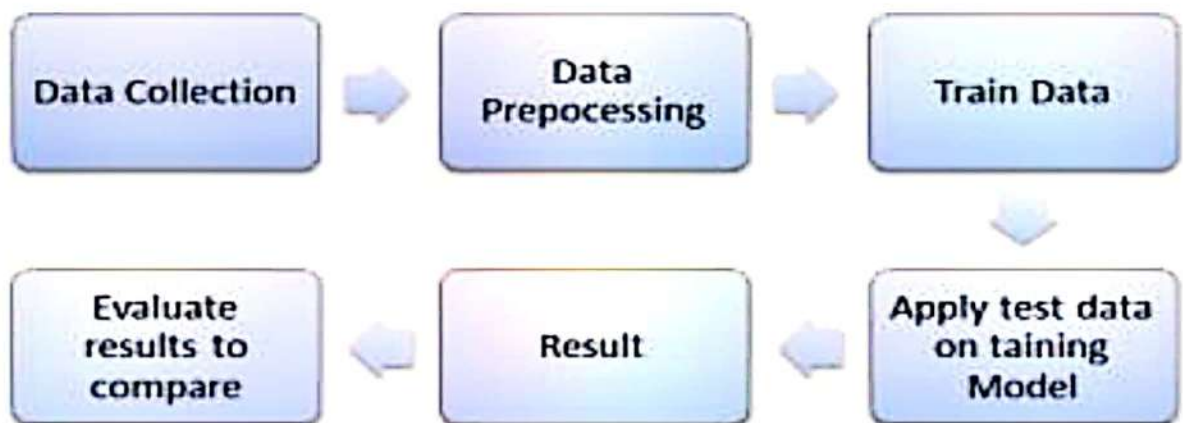 Data Collection
Data
Prepocessing
Train Data
Apply test data
on taining
Model
Result
Evaluate
results to
compare